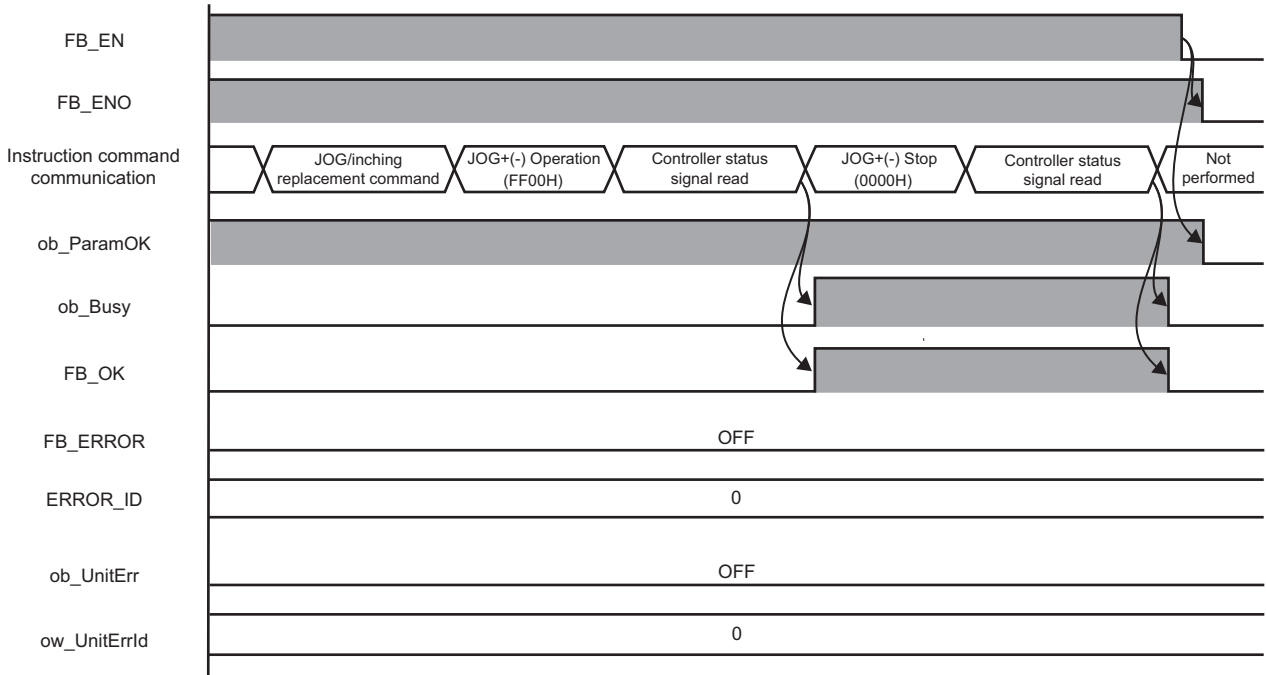 FB_EN
FB_ENO
Instruction command
communication
JOG/inching
replacement command
JOG+(-) Operation
(FF00H)
Controller status
signal read
JOG+(-) Stop
(0000H)
Controller status
signal read
Not
performed
ob_ParamOK
ob_Busy
FB_OK
FB_ERROR
OFF
ERROR_ID
0
ob_UnitErr
OFF
ow_UnitErrId
0